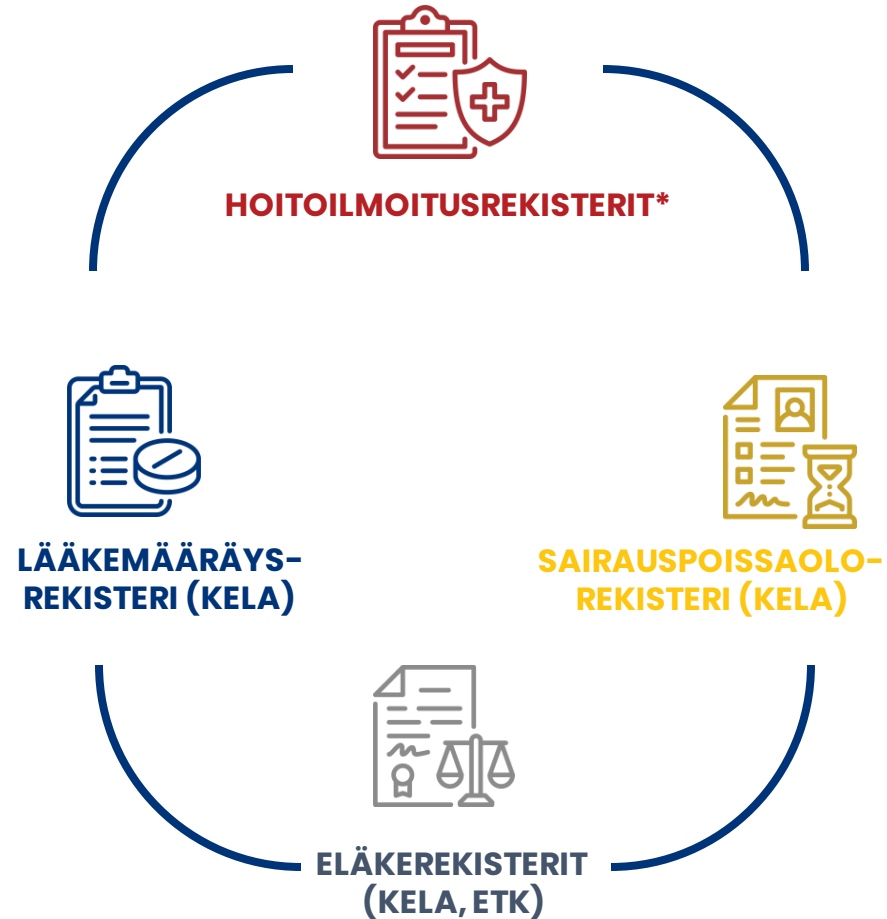 HOITOILMOITUSREKISTERIT*
LÄÄKEMÄÄRÄYS-
REKISTERI (KELA)
SAIRAUSPOISSAOLO-
REKISTERI (KELA)
ELÄKEREKISTERIT
(KELA, ETK)